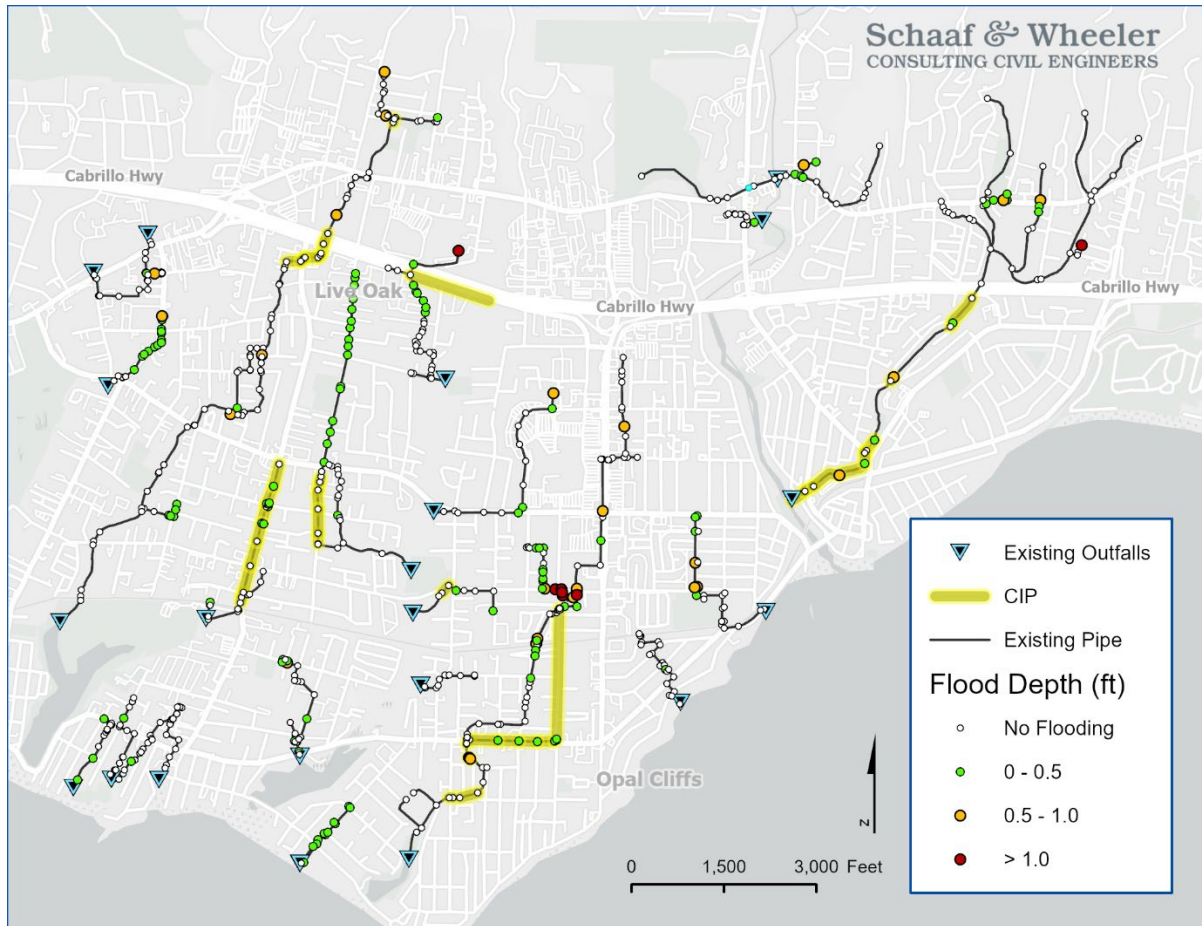 Schaaf & Wheeler
CONSULTING CIVIL ENGINEERS
Cabrillo Hwy
Live Oak
Cabrillo Hwy
Cabrillo Hwy
Opal Cliffs
Existing Outfalls
CIP
Existing Pipe
Flood Depth (ft)
No Flooding
0 - 0.5
0.5 - 1.0
> 1.0
N
0 1,500 3,000 Feet